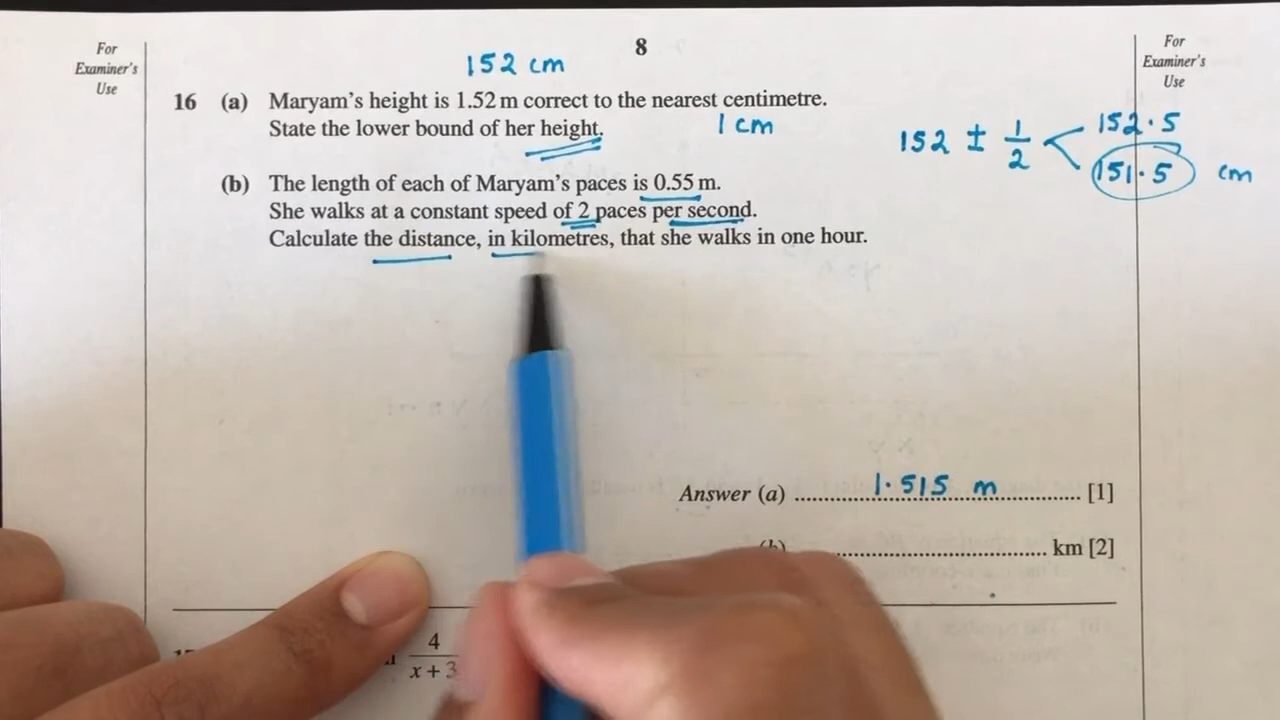 For
Examiner's
Use
8
For
Examiner's
Use
152 cm
16 (a) Maryam's height is 1.52 m correct to the nearest centimetre.
State the lower bound of her height.
1 cm
152 ± 1/2
152.5
151.5 cm
(b) The length of each of Maryam's paces is 0.55 m.
She walks at a constant speed of 2 paces per second.
Calculate the distance, in kilometres, that she walks in one hour.
Answer (a) 1.515 m [1]
(b) km [2]
4
x + 3